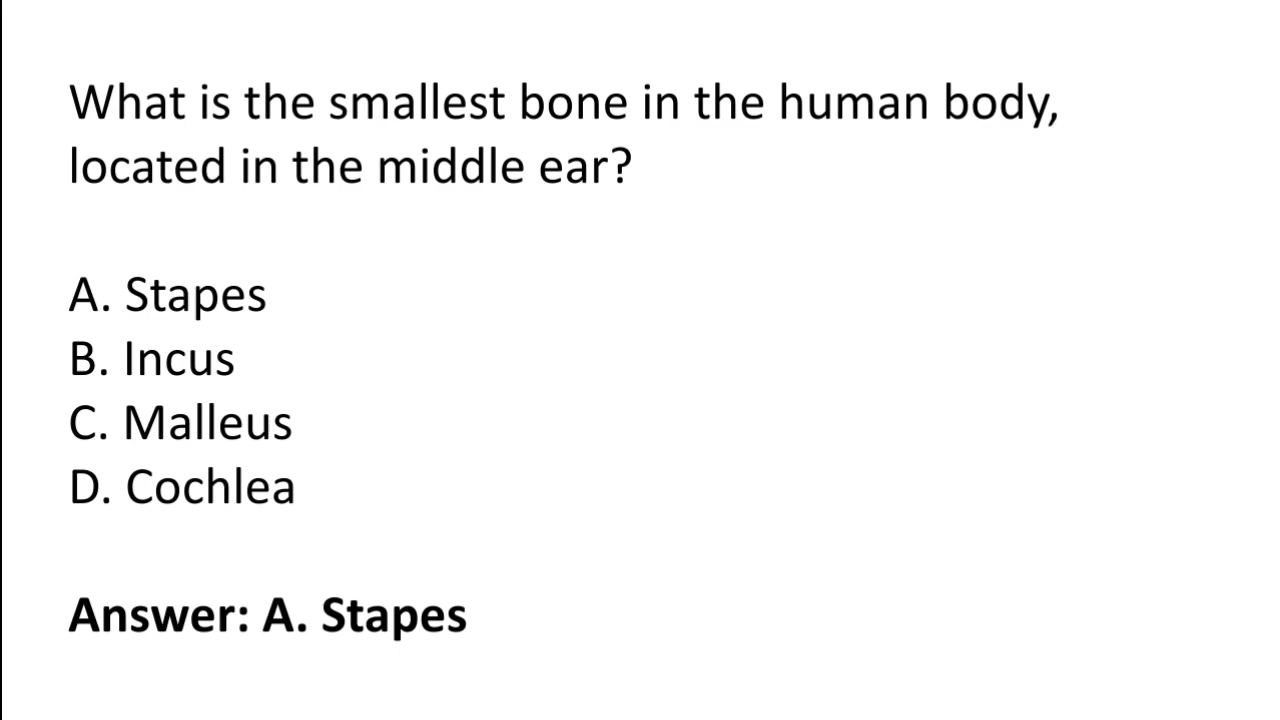 What is the smallest bone in the human body,
located in the middle ear?
A. Stapes
B. Incus
C. Malleus
D. Cochlea
Answer: A. Stapes